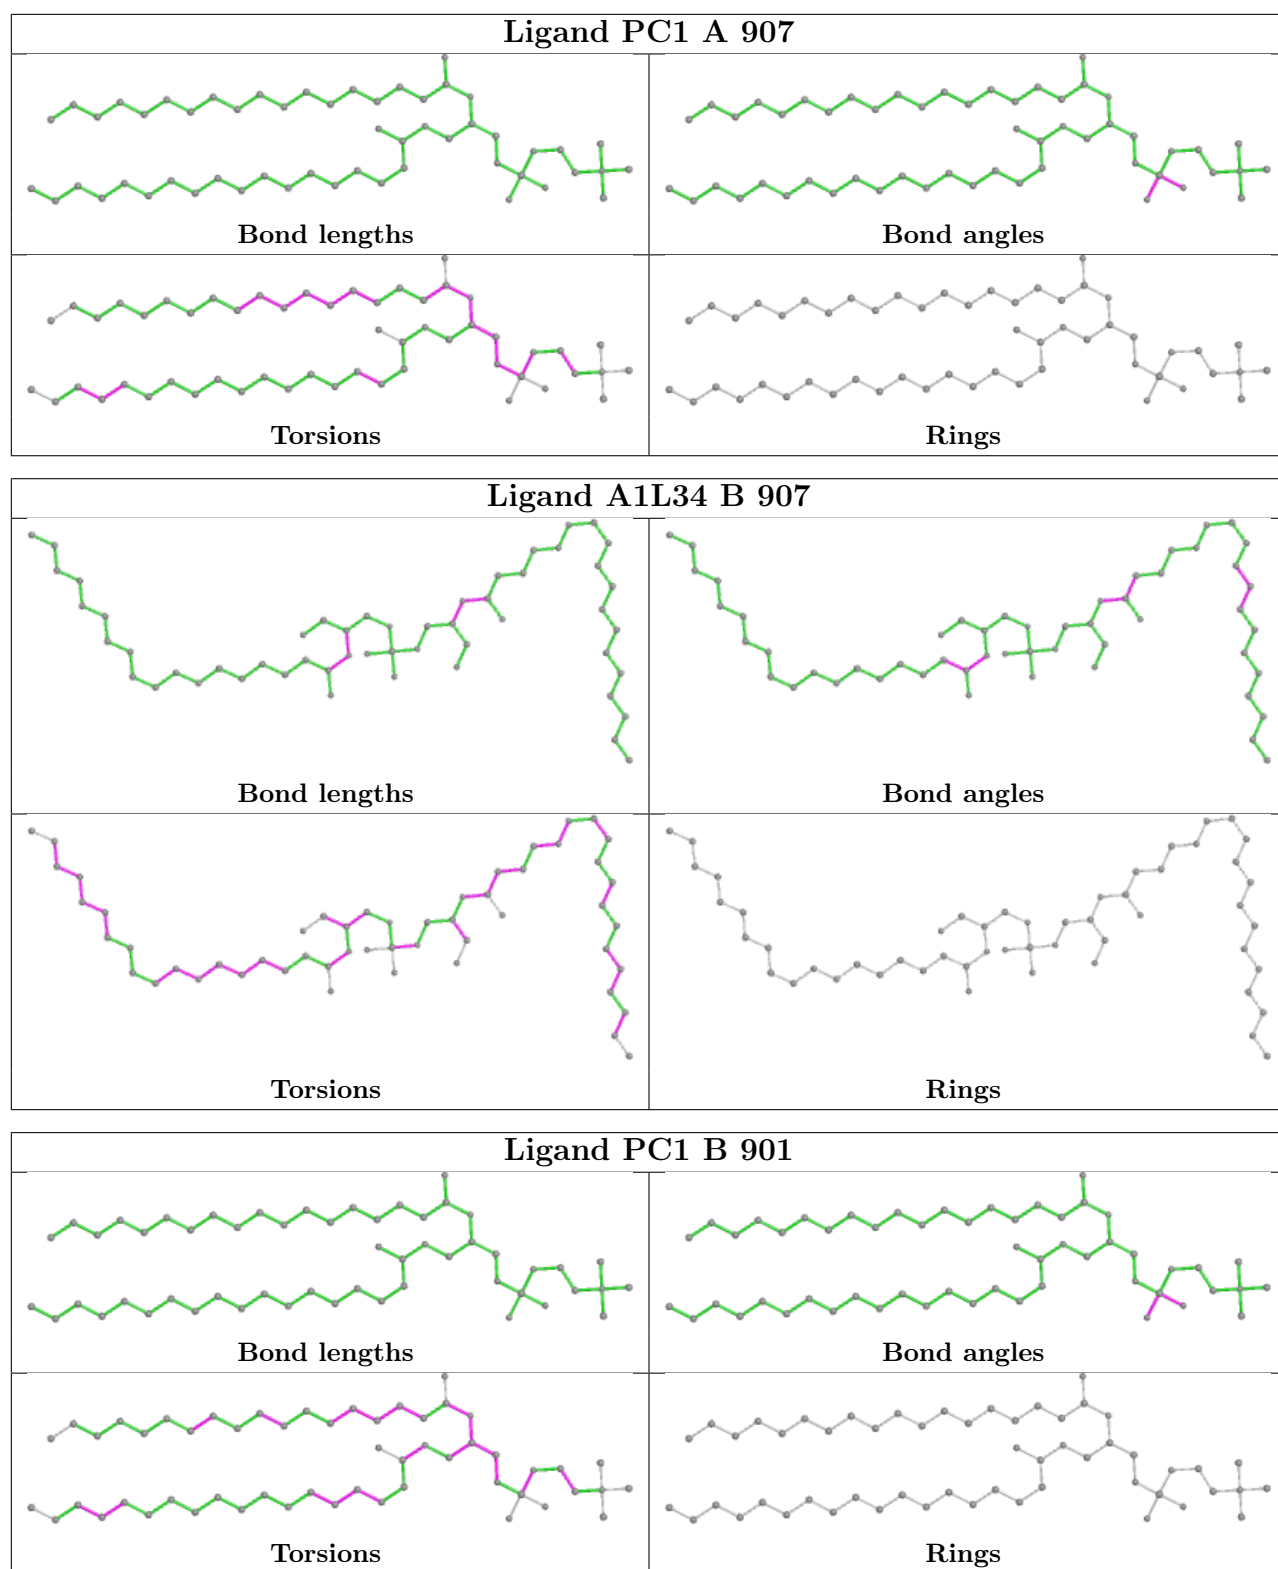 Ligand PC1 A 907
Bond lengths
Bond angles
Torsions
Rings
Ligand A1L34 B 907
Bond lengths
Bond angles
Torsions
Rings
Ligand PC1 B 901
Bond lengths
Bond angles
Torsions
Rings